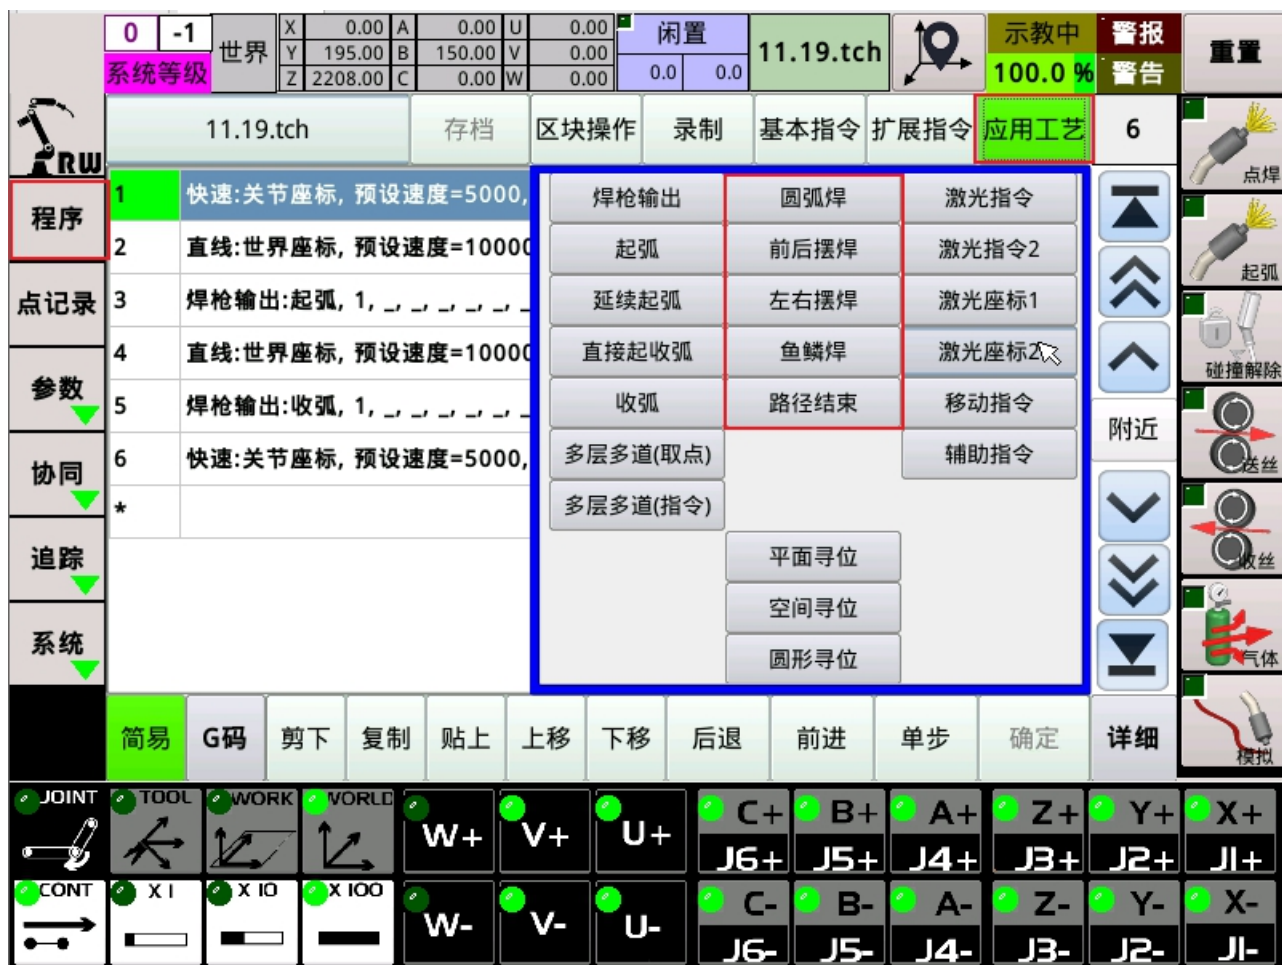 0 -1 世界 X 0.00 A 0.00 U 0.00 闲置 11.19.tch 示教中 警报 重置
Y 195.00 B 150.00 V 0.00
系统等级 Z 2208.00 C 0.00 W 0.00 0.0 0.0 100.0 % 警告
RW 11.19.tch 存档 区块操作 录制 基本指令 扩展指令 应用工艺 6 点焊
程序
点记录
参数
协同
追踪
系统
1 快速:关节座标, 预设速度=5000,
2 直线:世界座标, 预设速度=10000
3 焊枪输出:起弧, 1, _, _, _, _, _
4 直线:世界座标, 预设速度=10000
5 焊枪输出:收弧, 1, _, _, _, _, _
6 快速:关节座标, 预设速度=5000,
*
焊枪输出 圆弧焊 激光指令
起弧 前后摆焊 激光指令2
延续起弧 左右摆焊 激光座标1
直接起收弧 鱼鳞焊 激光座标2
收弧 路径结束 移动指令
多层多道(取点) 辅助指令
多层多道(指令)
平面寻位
空间寻位
圆形寻位
附近
起弧
碰撞解除
送丝
收丝
气体
模拟
简易 G码 剪下 复制 贴上 上移 下移 后退 前进 单步 确定 详细
JOINT TOOL WORK WORLD W+ V+ U+ C+ B+ A+ Z+ Y+ X+
J6+ J5+ J4+ J3+ J2+ J1+
CONT X 1 X 10 X 100 W- V- U- C- B- A- Z- Y- X-
J6- J5- J4- J3- J2- J1-